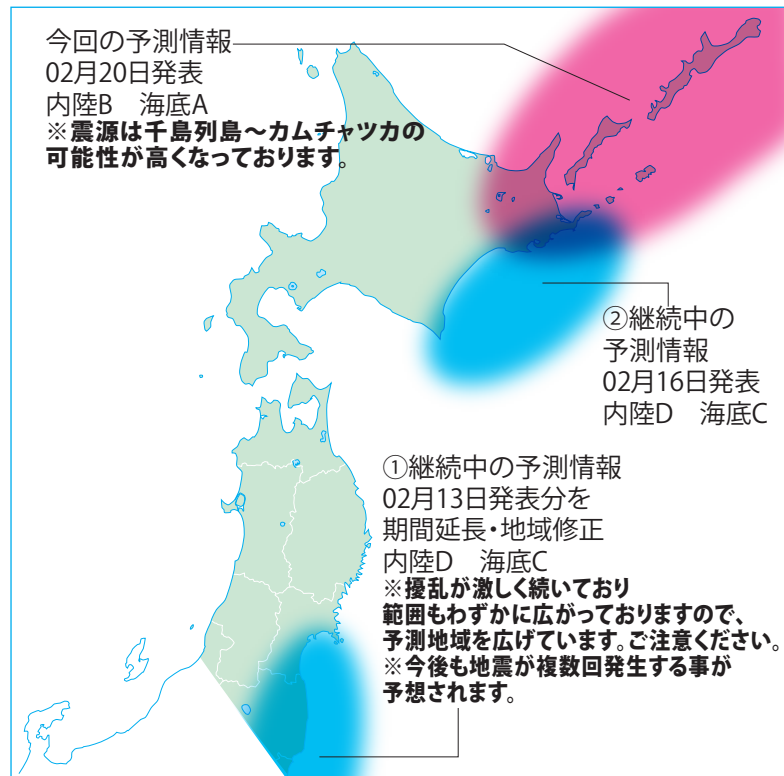 今回の予測情報
02月20日発表
内陸B　海底A
※震源は千島列島～カムチャツカの
可能性が高くなっております。
②継続中の
予測情報
02月16日発表
内陸D　海底C
①継続中の予測情報
02月13日発表分を
期間延長・地域修正
内陸D　海底C
※擾乱が激しく続いており
範囲もわずかに広がっておりますので、
予測地域を広げています。ご注意ください。
※今後も地震が複数回発生する事が
予想されます。